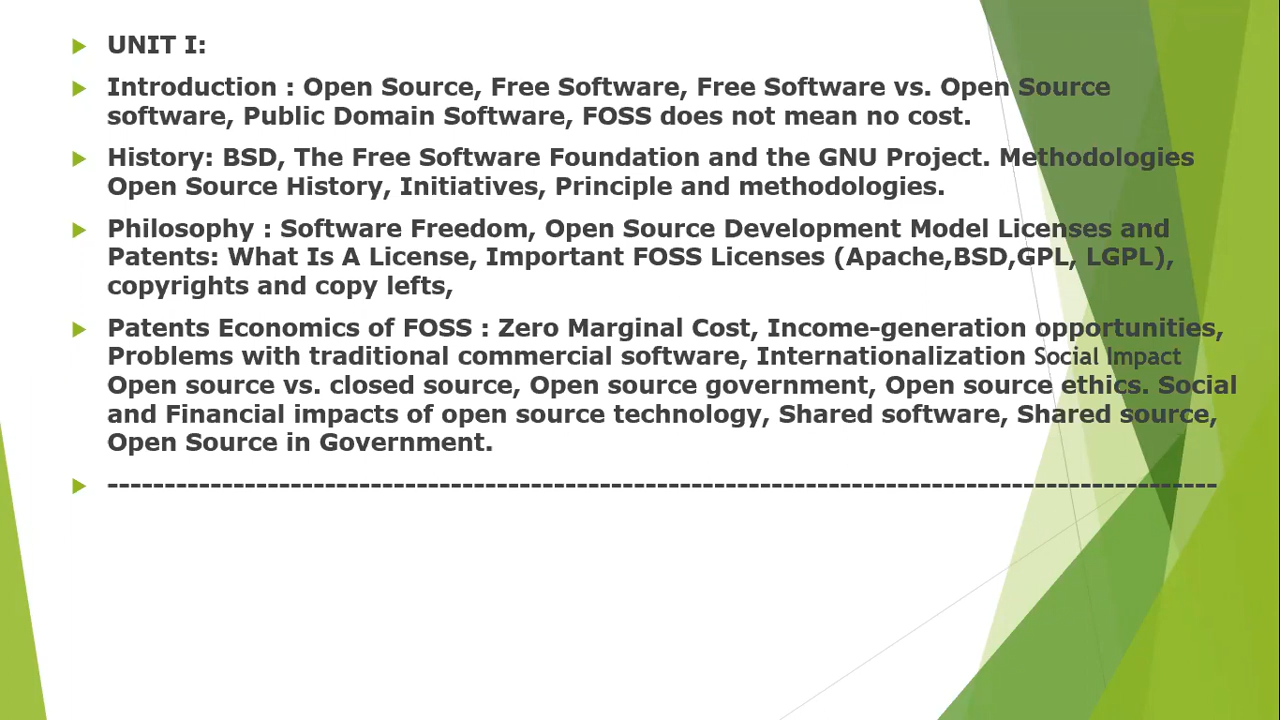 UNIT I:
Introduction : Open Source, Free Software, Free Software vs. Open Source
software, Public Domain Software, FOSS does not mean no cost.
History: BSD, The Free Software Foundation and the GNU Project. Methodologies
Open Source History, Initiatives, Principle and methodologies.
Philosophy : Software Freedom, Open Source Development Model Licenses and
Patents: What Is A License, Important FOSS Licenses (Apache,BSD,GPL, LGPL),
copyrights and copy lefts,
Patents Economics of FOSS : Zero Marginal Cost, Income-generation opportunities,
Problems with traditional commercial software, Internationalization Social Impact
Open source vs. closed source, Open source government, Open source ethics. Social
and Financial impacts of open source technology, Shared software, Shared source,
Open Source in Government.
--------------------------------------------------------------------------------------